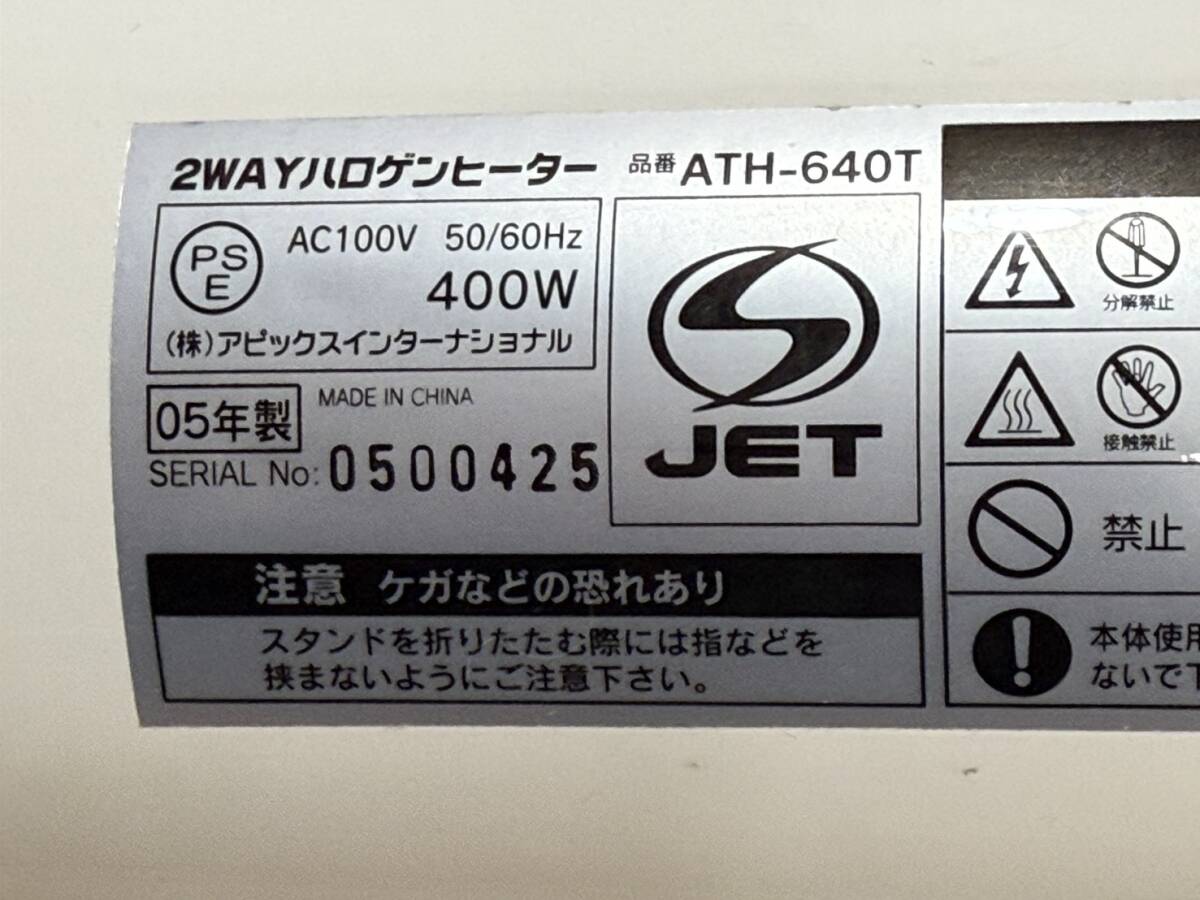 2WAYハロゲンヒーター 品番 ATH-640T
PS
E
AC100V 50/60Hz
400W
(株)アピックスインターナショナル
05年製
MADE IN CHINA
SERIAL No: 0500425
JET
注意 ケガなどの恐れあり
スタンドを折りたたむ際には指などを
挟まないようにご注意下さい。
分解禁止
接触禁止
禁止
本体使用
ないで下